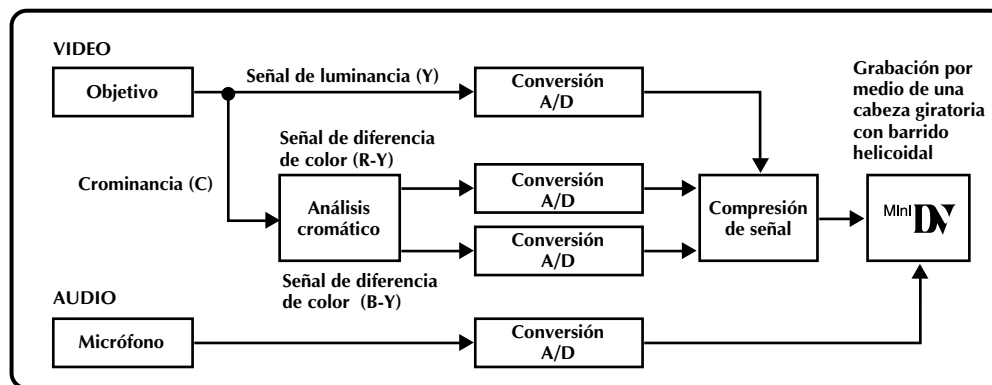 VIDEO
Objetivo
Señal de luminancia (Y)
Conversión
A/D
Grabación por
medio de una
cabeza giratoria
con barrido
helicoidal
Señal de diferencia
de color (R-Y)
Crominancia (C)
Análisis
cromático
Conversión
A/D
Compresión
de señal
Mini DV
Conversión
A/D
Señal de diferencia
de color (B-Y)
AUDIO
Micrófono
Conversión
A/D